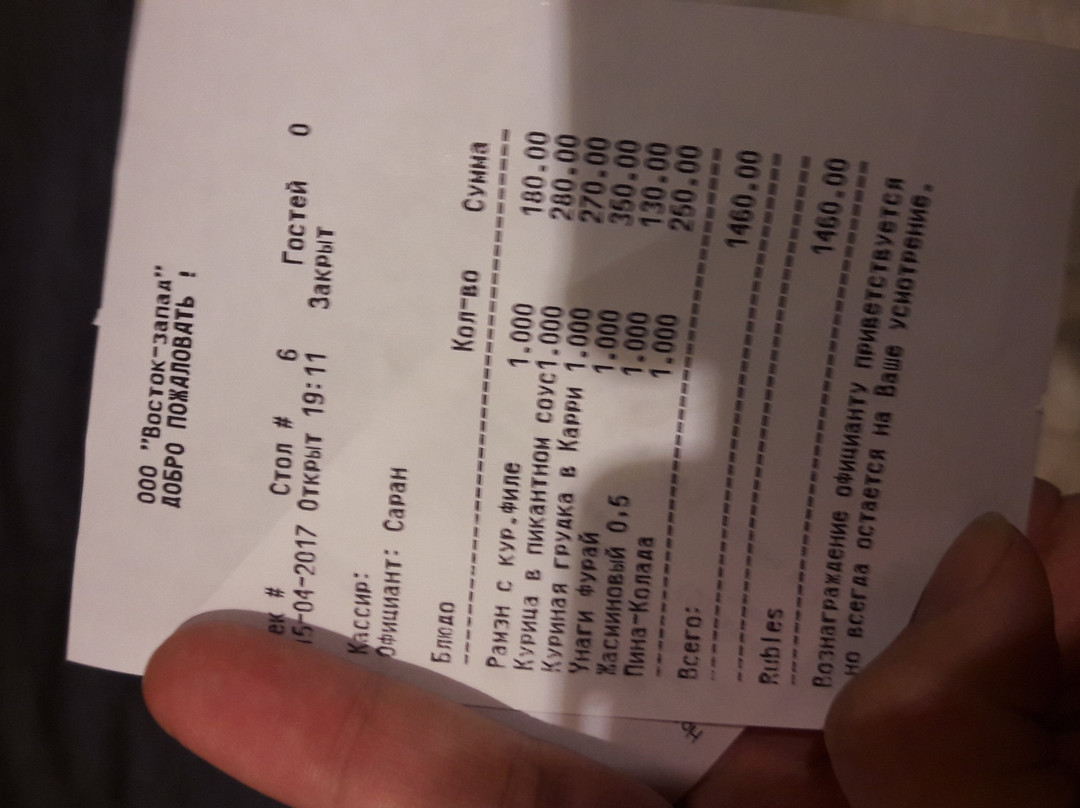 ООО "Восток-запад"
ДОБРО ПОЖАЛОВАТЬ !
ек # Стол # 6 Гостей 0
15-04-2017 Открыт 19:11 Закрыт
Кассир:
Официант: Саран
Блюдо Кол-во Сумма
Рамэн с кур.филе 1.000 180.00
Курица в пикантном соус1.000 280.00
Куриная грудка в Карри 1.000 270.00
Унаги фурай 1.000 350.00
Жасминовый 0,5 1.000 130.00
Пина-Колада 1.000 250.00
Всего: 1460.00
Rubles 1460.00
Вознаграждение официанту приветствуется
но всегда остается на Ваше усмотрение.